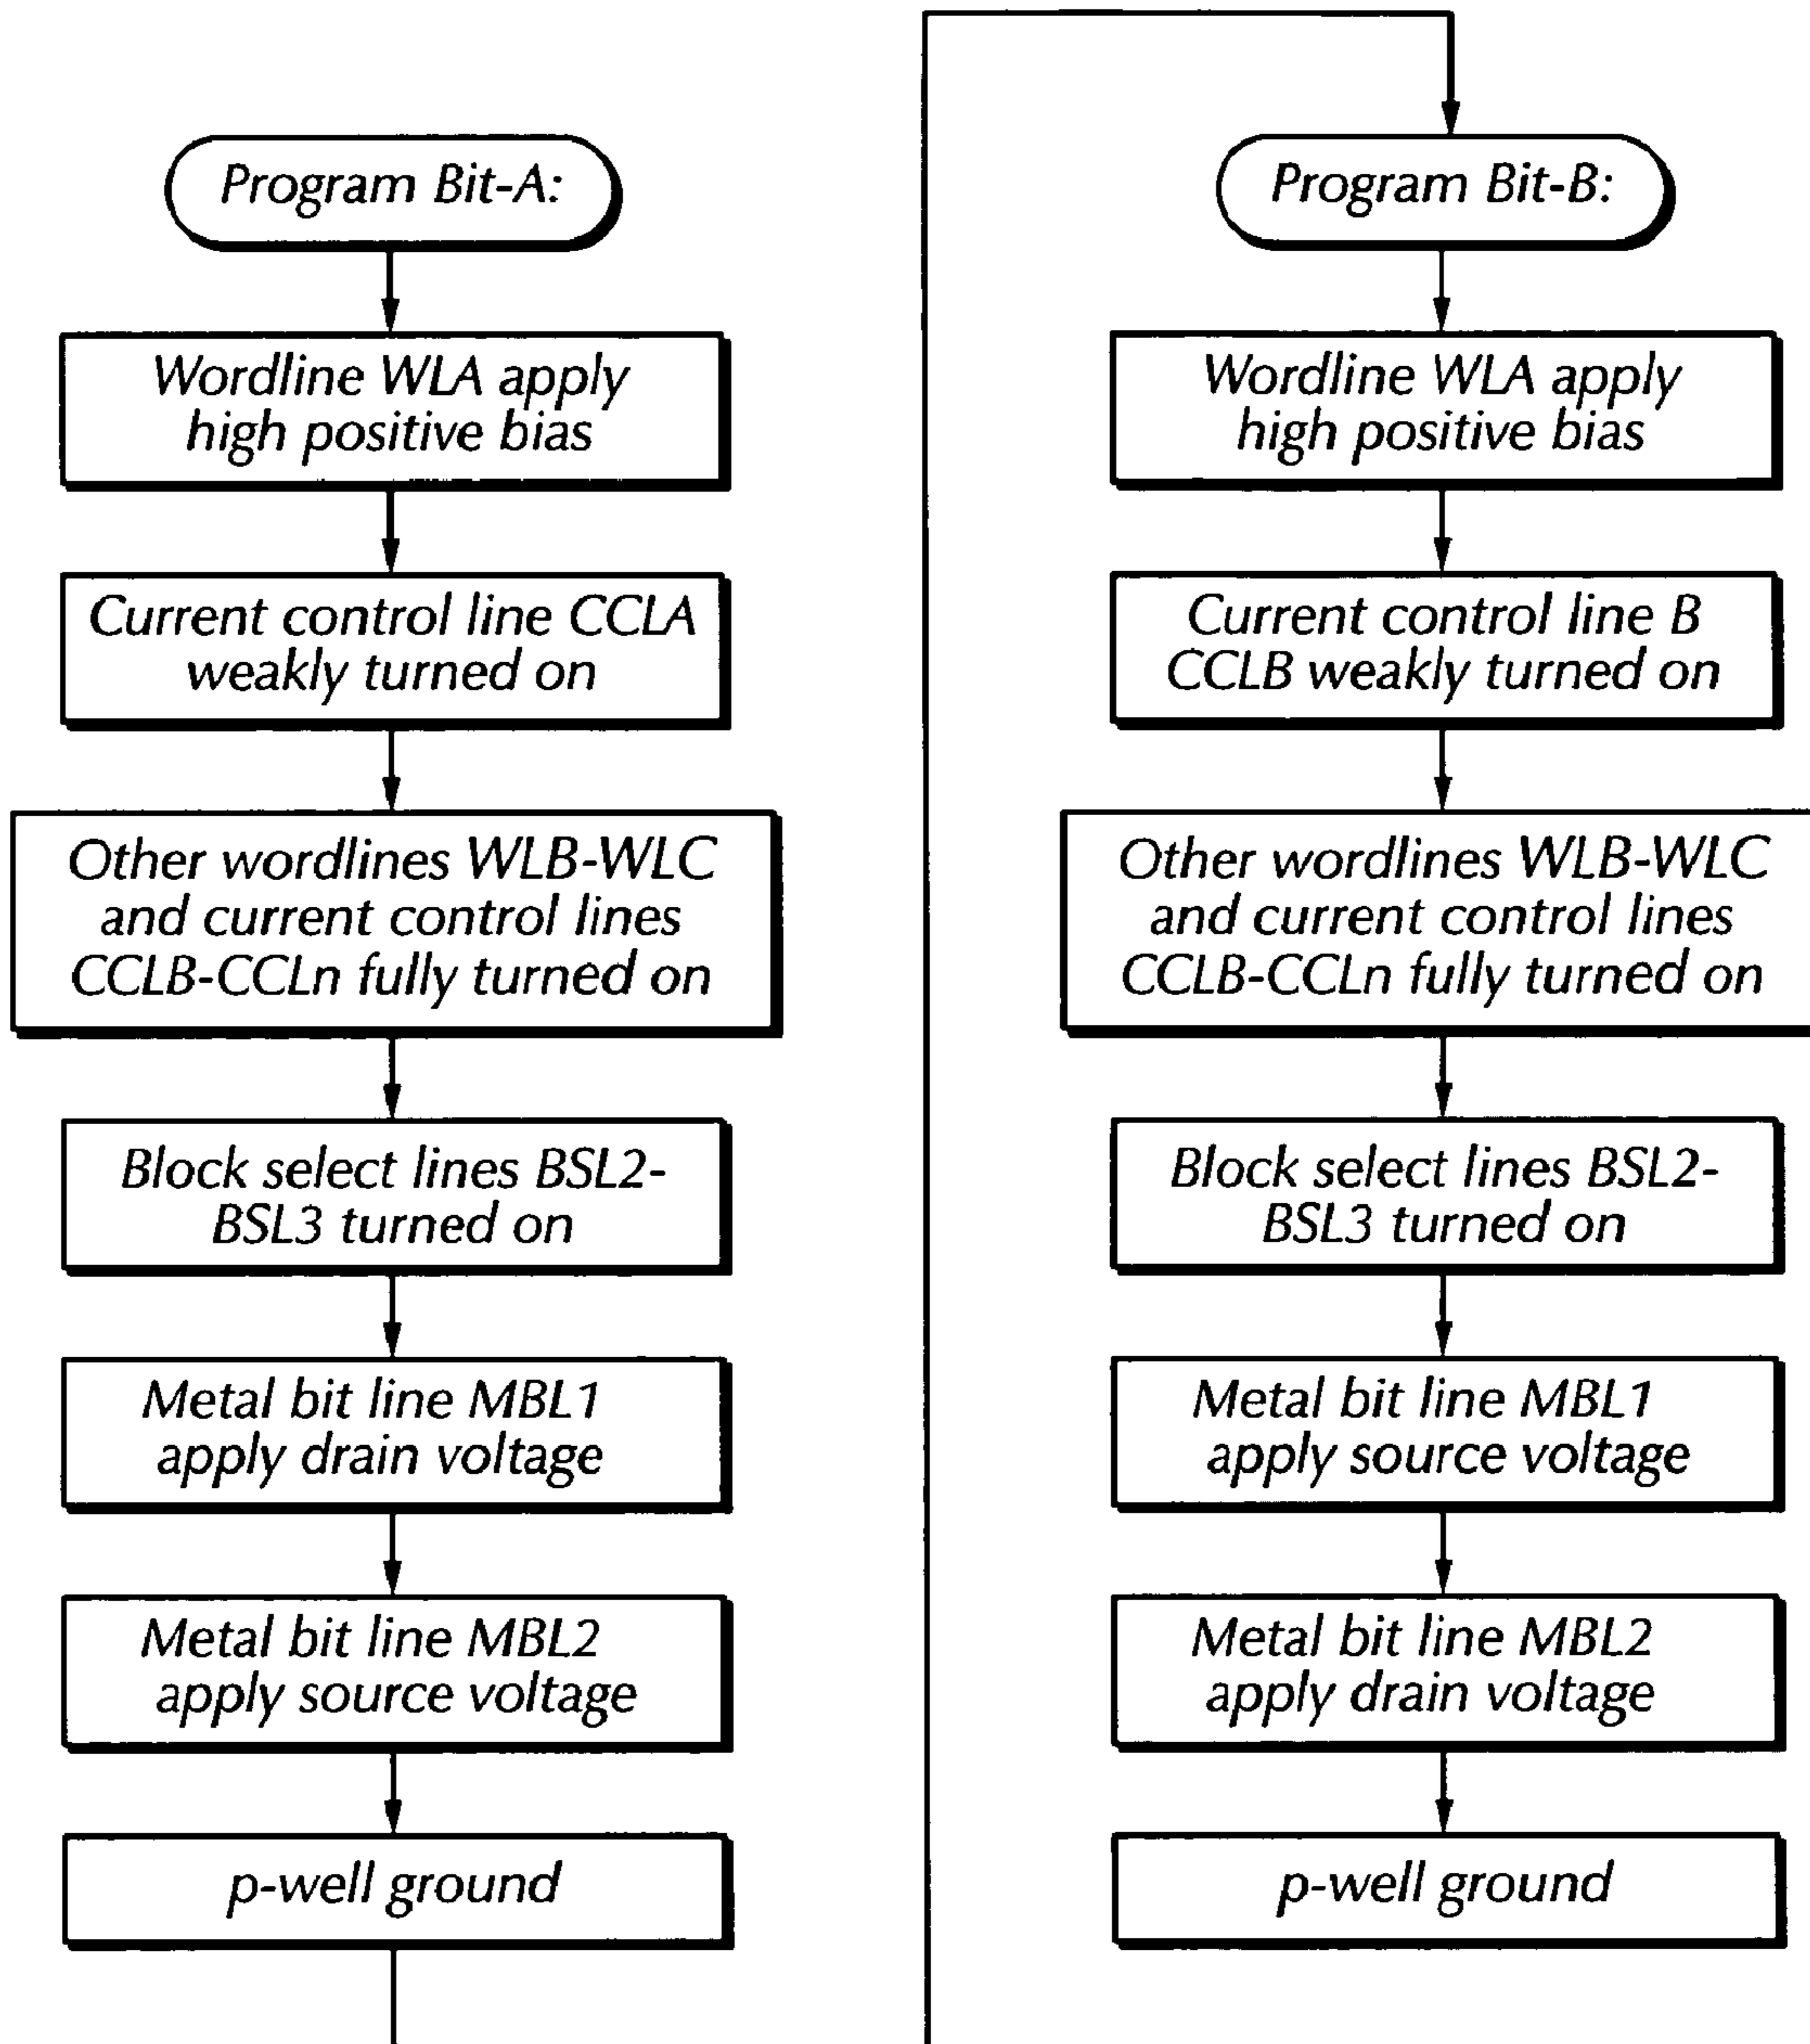 Program Bit-A:
Wordline WLA apply
high positive bias
Current control line CCLA
weakly turned on
Other wordlines WLB-WLC
and current control lines
CCLB-CCLn fully turned on
Block select lines BSL2-
BSL3 turned on
Metal bit line MBL1
apply drain voltage
Metal bit line MBL2
apply source voltage
p-well ground
Program Bit-B:
Wordline WLA apply
high positive bias
Current control line B
CCLB weakly turned on
Other wordlines WLB-WLC
and current control lines
CCLB-CCLn fully turned on
Block select lines BSL2-
BSL3 turned on
Metal bit line MBL1
apply source voltage
Metal bit line MBL2
apply drain voltage
p-well ground